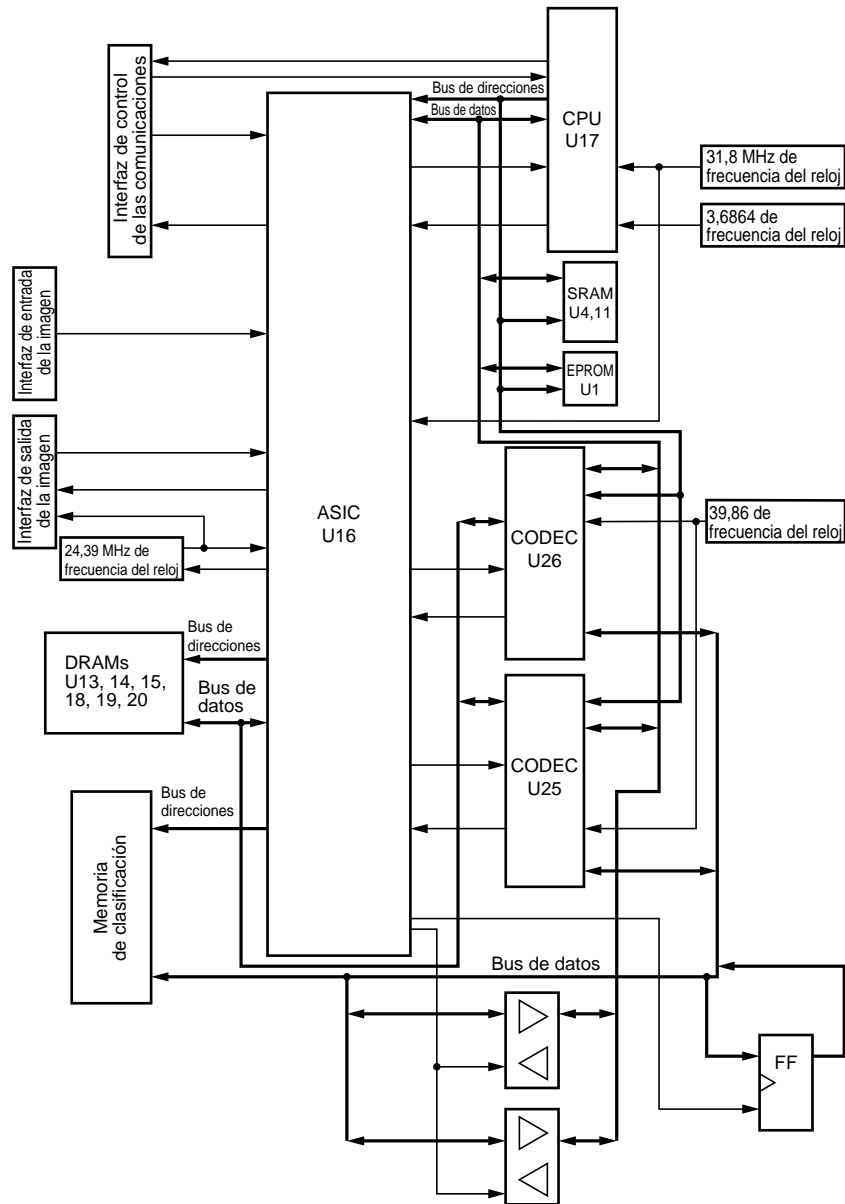 Interfaz de control
de las comunicaciones
Bus de direcciones
Bus de datos
CPU
U17
31,8 MHz de
frecuencia del reloj
3,6864 de
frecuencia del reloj
SRAM
U4,11
EPROM
U1
Interfaz de entrada
de la imagen
Interfaz de salida
de la imagen
ASIC
U16
CODEC
U26
39,86 de
frecuencia del reloj
24,39 MHz de
frecuencia del reloj
DRAMs
U13, 14, 15,
18, 19, 20
Bus de
direcciones
Bus de
datos
CODEC
U25
Bus de
direcciones
Memoria
de clasificación
Bus de datos
FF